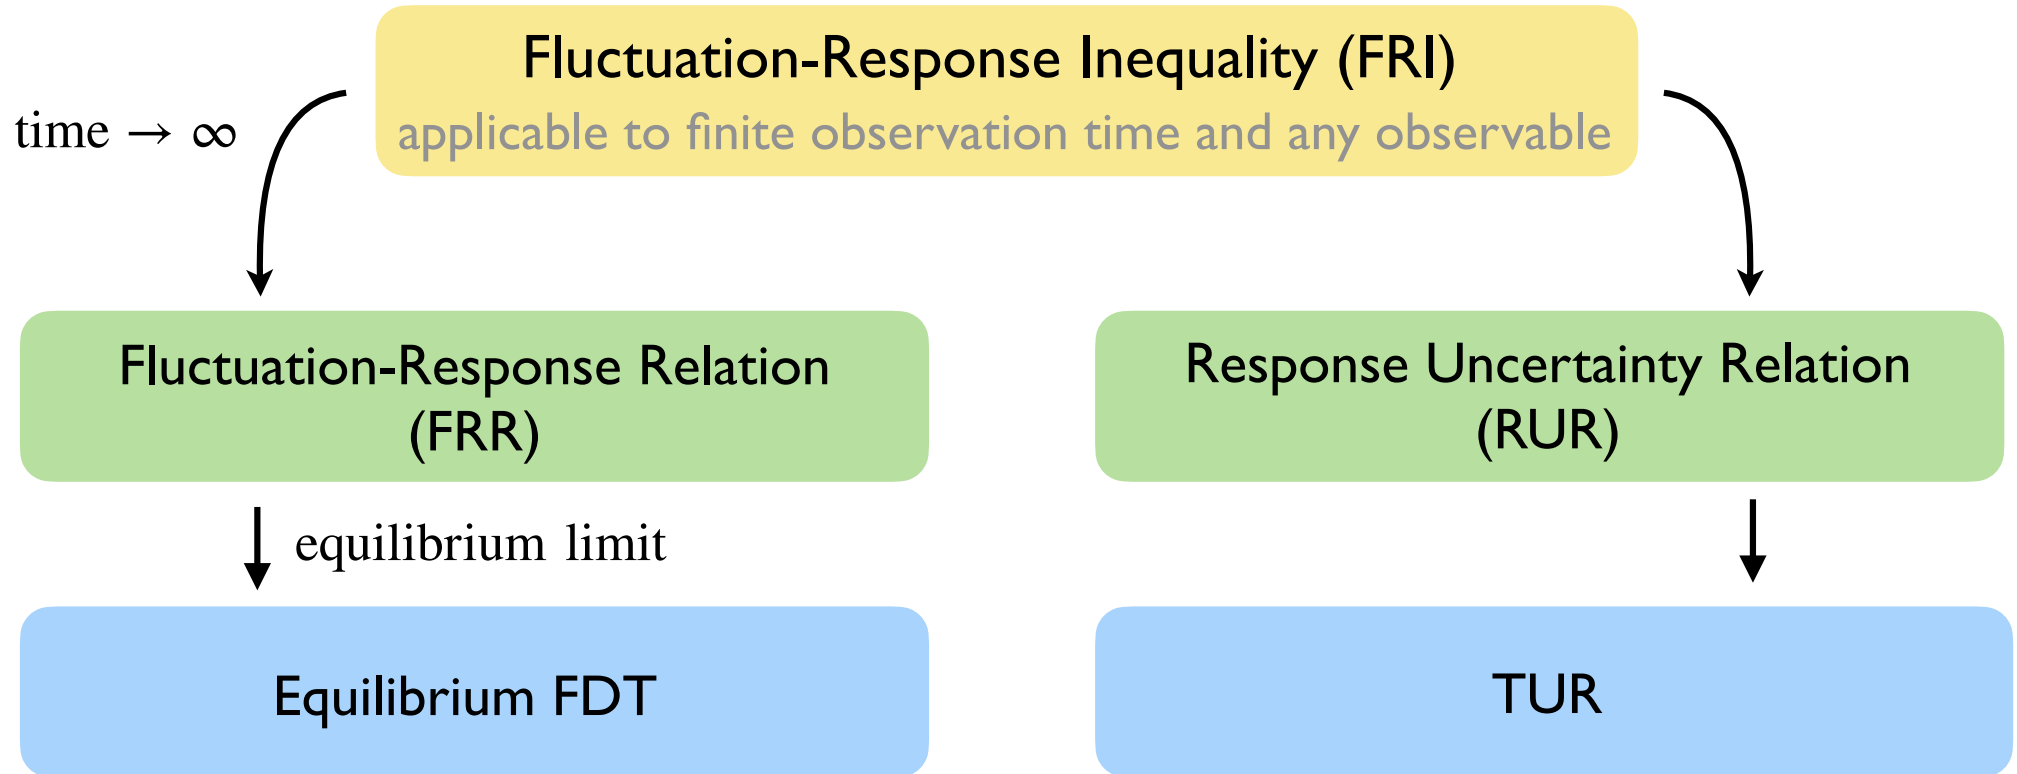 Fluctuation-Response Inequality (FRI)
time → ∞
applicable to finite observation time and any observable
Fluctuation-Response Relation
(FRR)
Response Uncertainty Relation
(RUR)
equilibrium limit
Equilibrium FDT
TUR